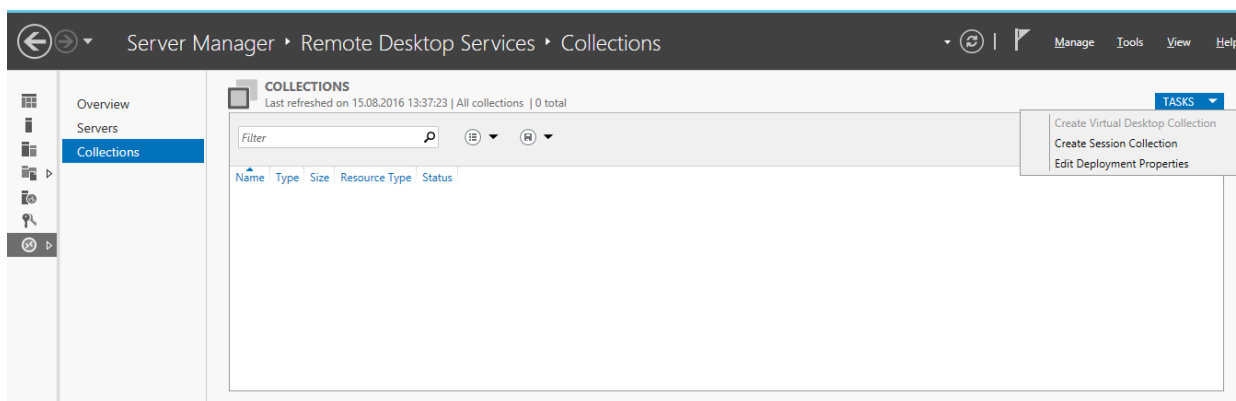 Server Manager ‣ Remote Desktop Services ‣ Collections
Manage Tools View Help
Overview
Servers
Collections
COLLECTIONS
Last refreshed on 15.08.2016 13:37:23 | All collections | 0 total
TASKS
Filter
Create Virtual Desktop Collection
Create Session Collection
Edit Deployment Properties
Name Type Size Resource Type Status